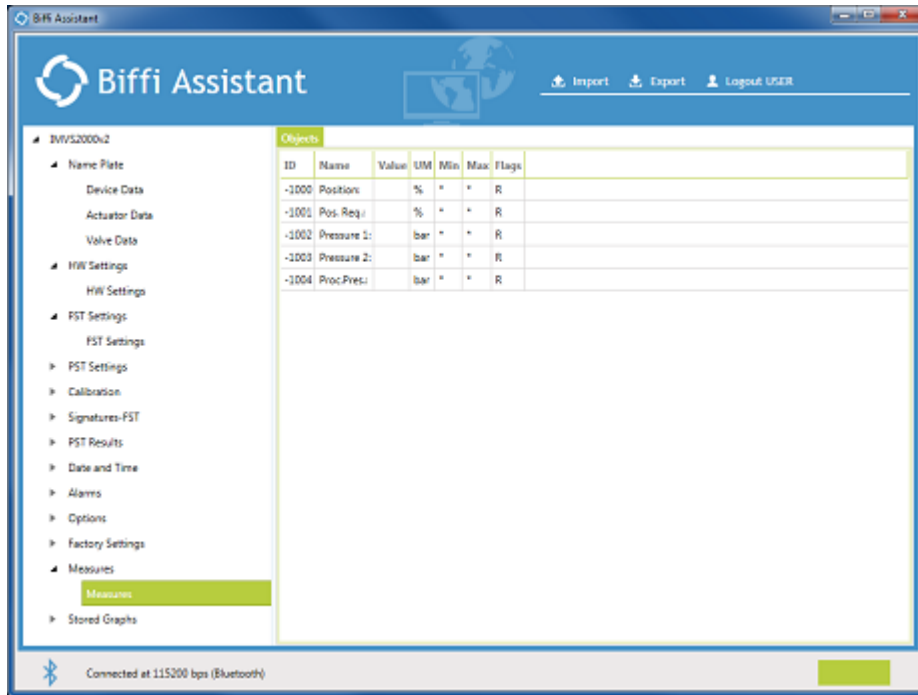 Biffi Assistant
Biffi Assistant
Import Export Logout USER
IMVS2000v2
Name Plate
Device Data
Actuator Data
Valve Data
HW Settings
HW Settings
FST Settings
FST Settings
PST Settings
Calibration
Signatures-FST
PST Results
Date and Time
Alarms
Options
Factory Settings
Measures
Measures
Stored Graphs
Objects
ID Name Value UM Min Max Flags
-1000 Position: % * * R
-1001 Pos. Req.: % * * R
-1002 Pressure 1: bar * * R
-1003 Pressure 2: bar * * R
-1004 Proc.Pres.: bar * * R
Connected at 115200 bps (Bluetooth)